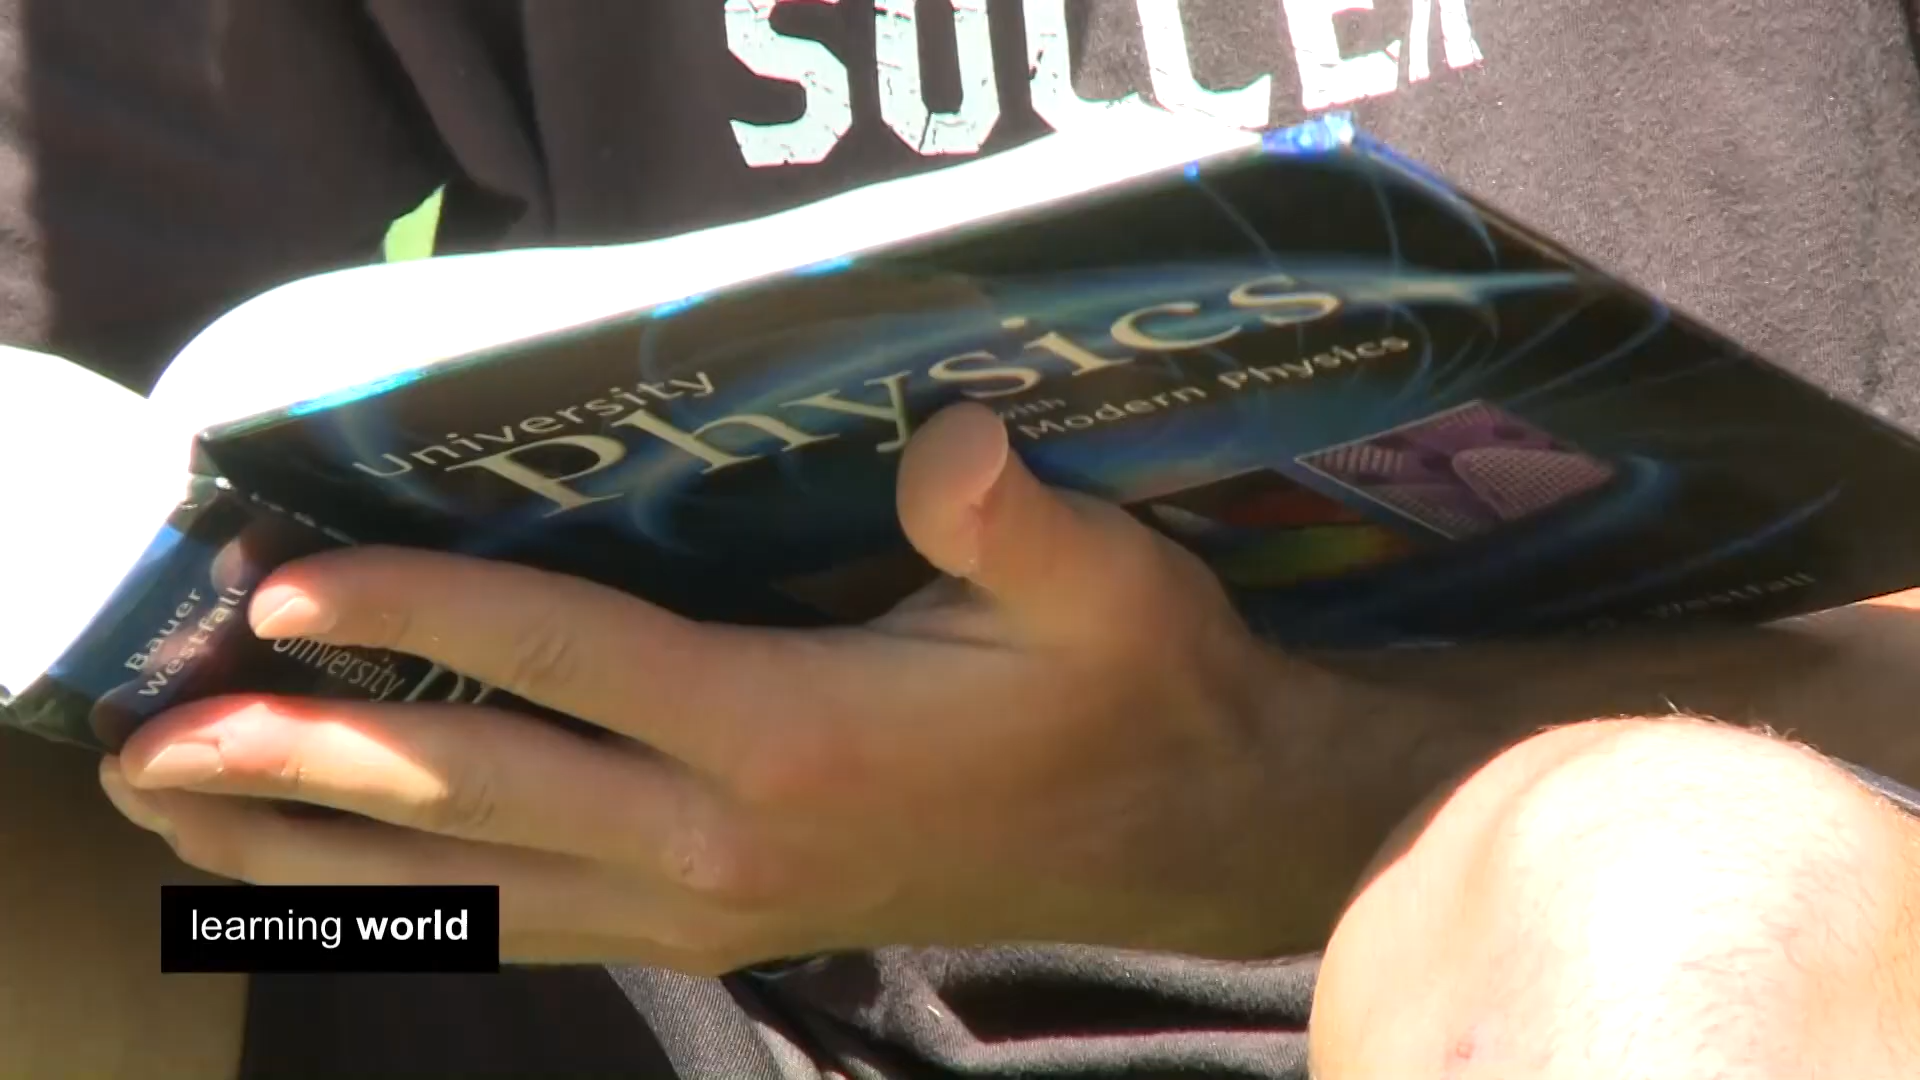 SOCCER
University
Physics
with
Modern Physics
Westfall
Bauer
Westfall
University
learning world